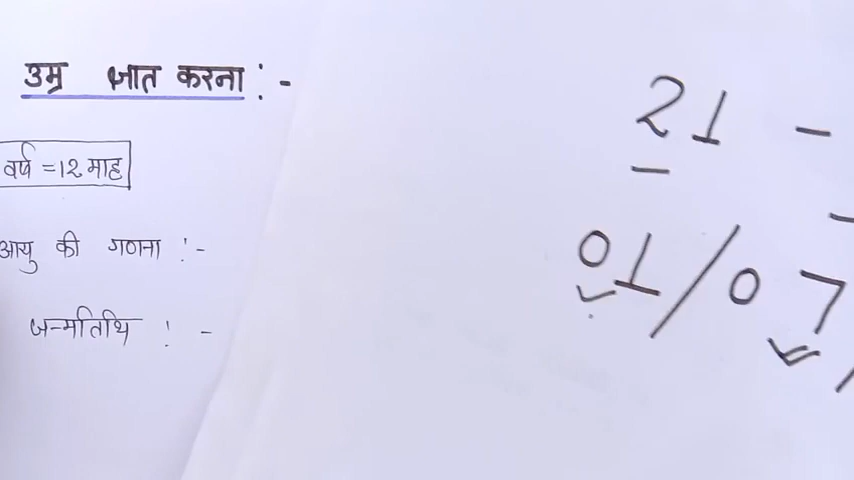 उम्र ज्ञात करना :-
वर्ष = 12 माह
आयु की गणना :-
जन्मतिथि : -
21 -
01/07